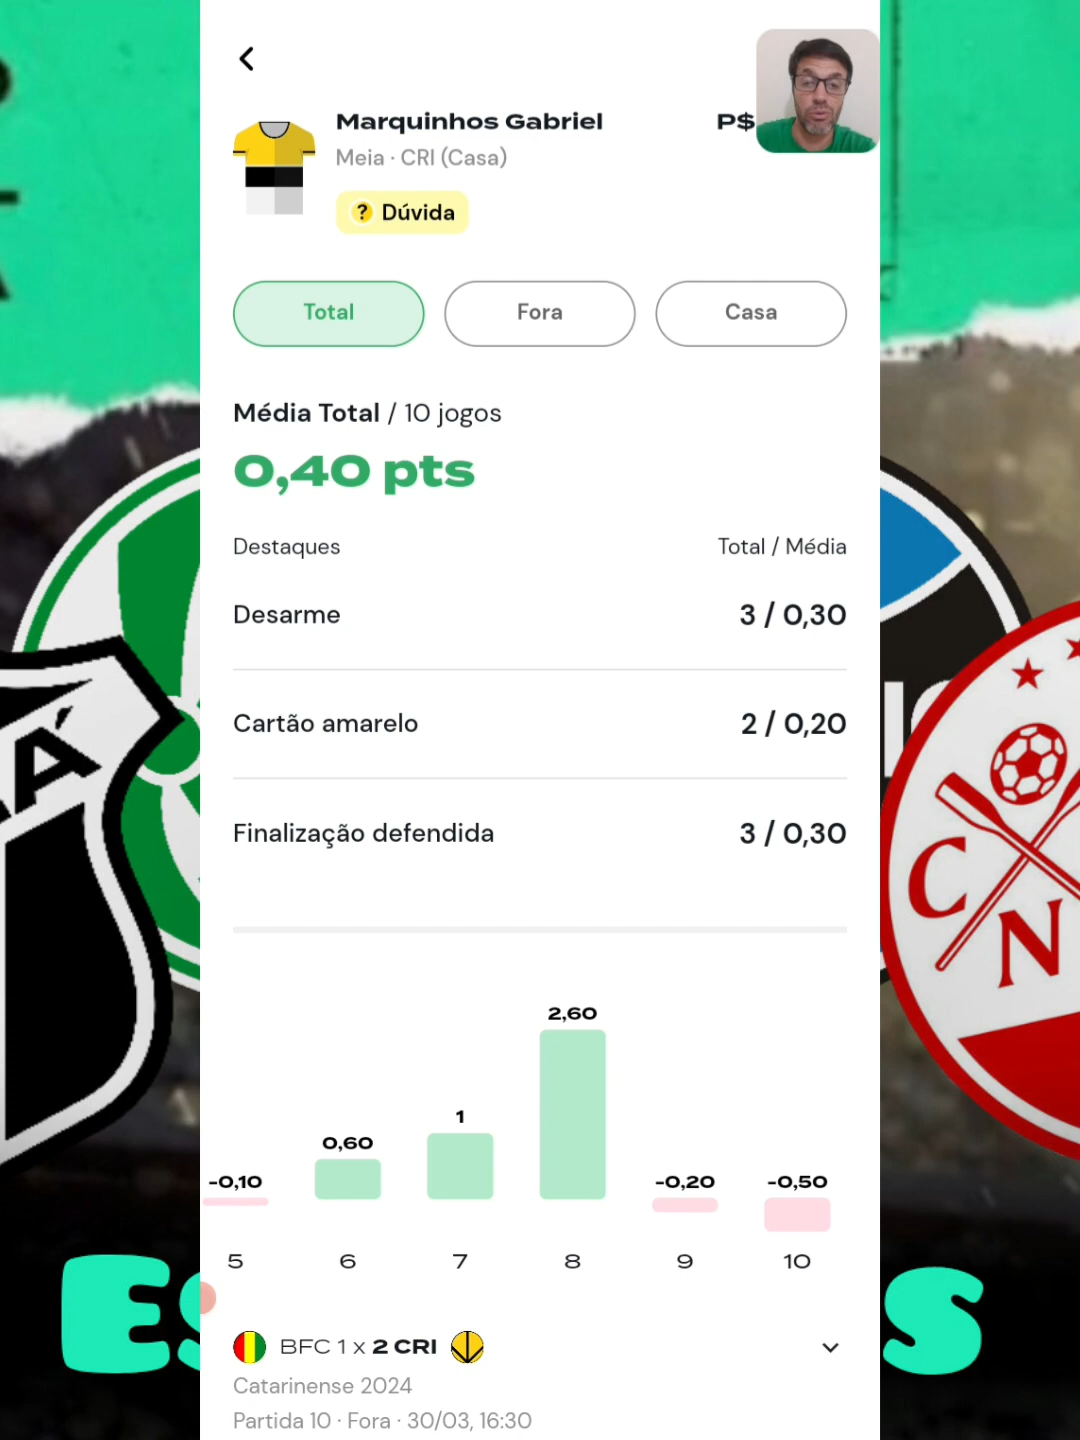 Marquinhos Gabriel
P$
Meia · CRI (Casa)
? Dúvida
Total
Fora
Casa
Média Total / 10 jogos
0,40 pts
Destaques
Total / Média
Desarme
3 / 0,30
Cartão amarelo
2 / 0,20
Finalização defendida
3 / 0,30
2,60
1
0,60
-0,10
-0,20
-0,50
5
6
7
8
9
10
BFC 1 x 2 CRI
Catarinense 2024
Partida 10 · Fora · 30/03, 16:30
C
N
ES
S